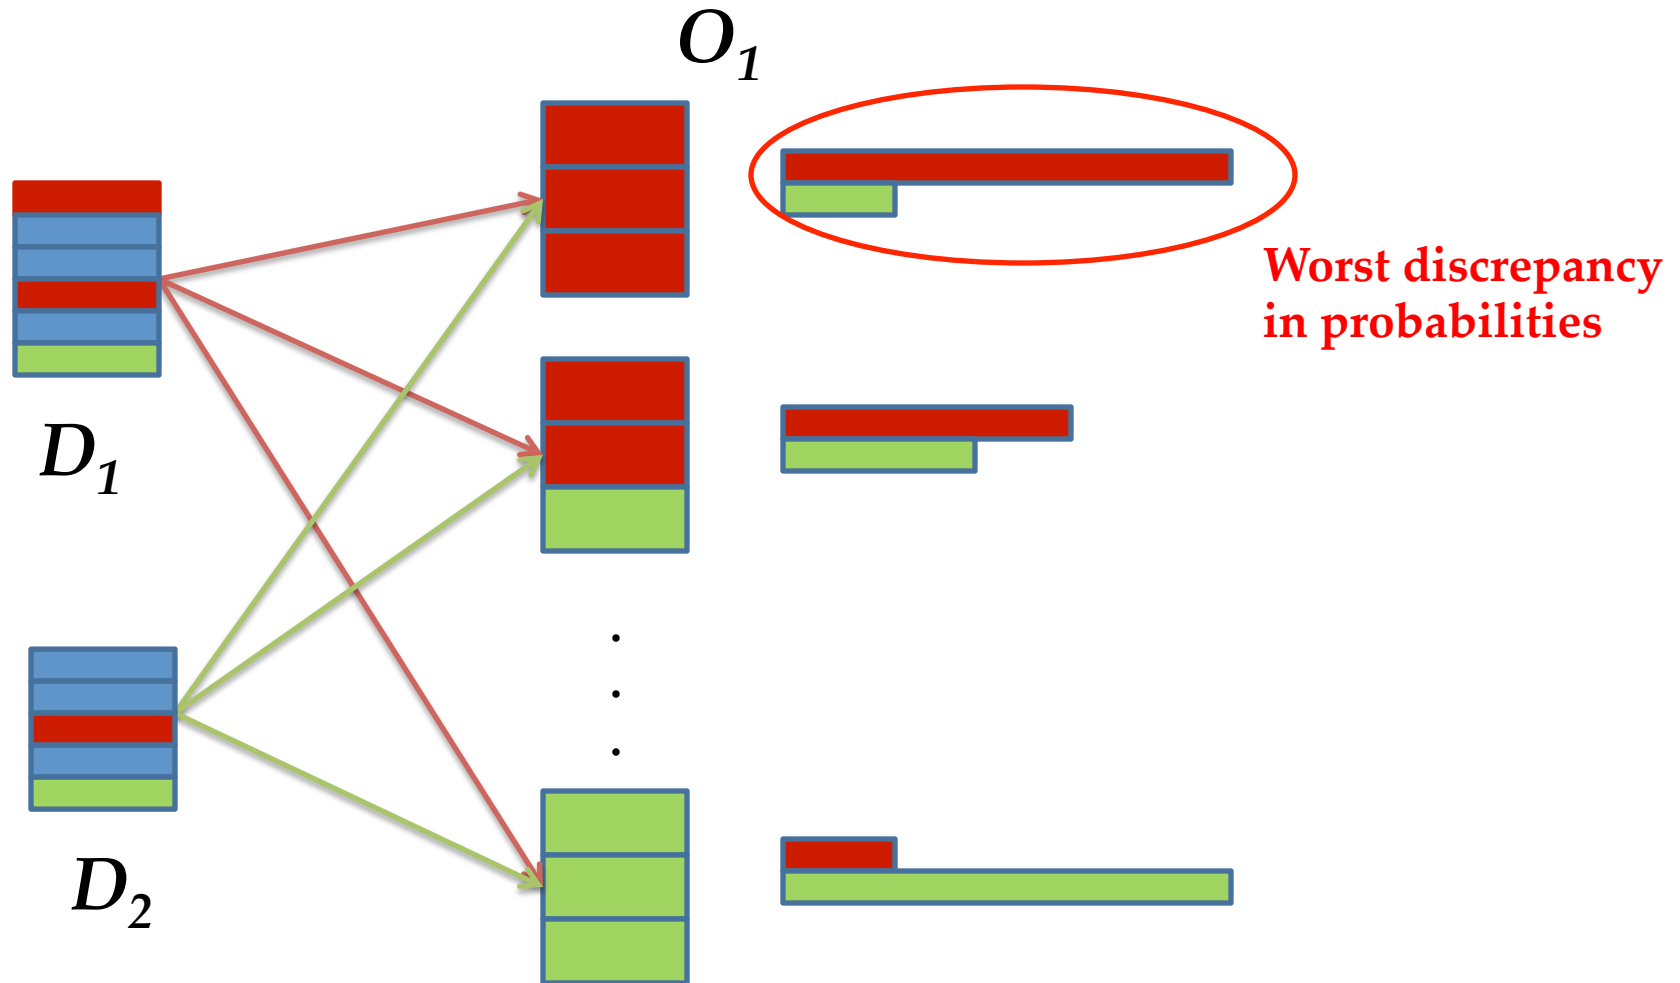 O1
Worst discrepancy
in probabilities
D1
.
.
.
D2